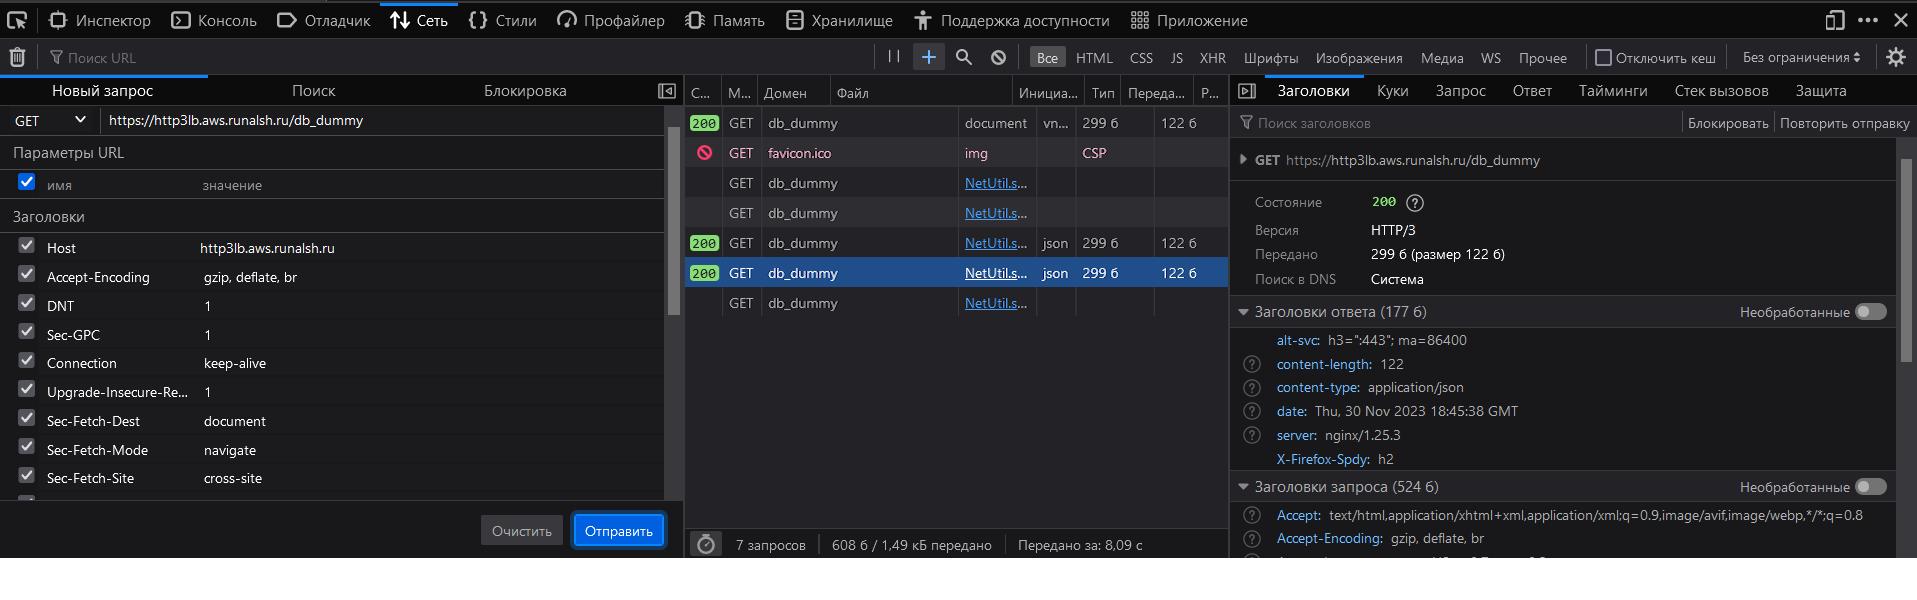 Инспектор Консоль Отладчик Сеть Стили Профайлер Память Хранилище Поддержка доступности Приложение
Поиск URL Все HTML CSS JS XHR Шрифты Изображения Медиа WS Прочее Отключить кеш Без ограничения
Новый запрос Поиск Блокировка
GET https://http3lb.aws.runalsh.ru/db_dummy
Параметры URL
имя значение
Заголовки
Host http3lb.aws.runalsh.ru
Accept-Encoding gzip, deflate, br
DNT 1
Sec-GPC 1
Connection keep-alive
Upgrade-Insecure-Re... 1
Sec-Fetch-Dest document
Sec-Fetch-Mode navigate
Sec-Fetch-Site cross-site
Очистить Отправить
С... М... Домен Файл Инициа... Тип Переда... Р...
200 GET db_dummy document vn... 299 б 122 б
GET favicon.ico img CSP
GET db_dummy NetUtil.s...
GET db_dummy NetUtil.s...
200 GET db_dummy NetUtil.s... json 299 б 122 б
200 GET db_dummy NetUtil.s... json 299 б 122 б
GET db_dummy NetUtil.s...
7 запросов 608 б / 1,49 кБ передано Передано за: 8,09 с
Заголовки Куки Запрос Ответ Тайминги Стек вызовов Защита
Поиск заголовков Блокировать Повторить отправку
GET https://http3lb.aws.runalsh.ru/db_dummy
Состояние 200
Версия HTTP/3
Передано 299 б (размер 122 б)
Поиск в DNS Система
Заголовки ответа (177 б) Необработанные
alt-svc: h3=":443"; ma=86400
content-length: 122
content-type: application/json
date: Thu, 30 Nov 2023 18:45:38 GMT
server: nginx/1.25.3
X-Firefox-Spdy: h2
Заголовки запроса (524 б) Необработанные
Accept: text/html,application/xhtml+xml,application/xml;q=0.9,image/avif,image/webp,*/*;q=0.8
Accept-Encoding: gzip, deflate, br